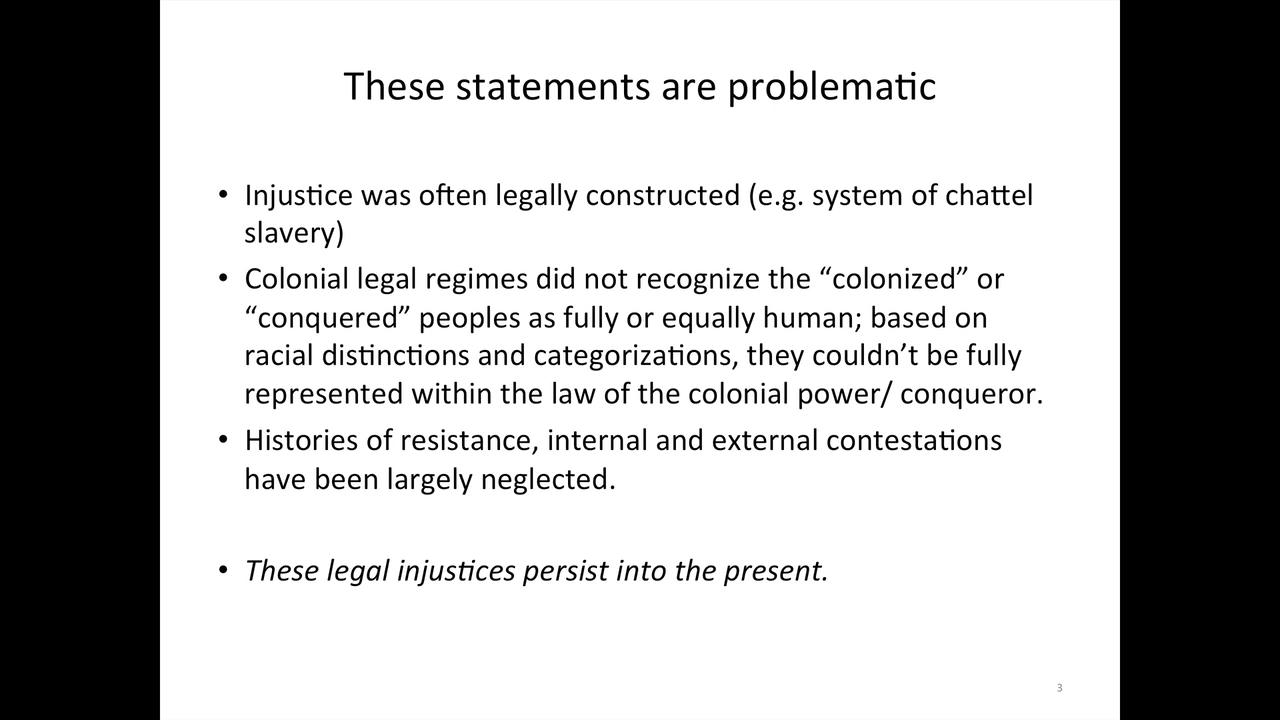 These statements are problematic
• Injustice was often legally constructed (e.g. system of chattel
slavery)
• Colonial legal regimes did not recognize the “colonized” or
“conquered” peoples as fully or equally human; based on
racial distinctions and categorizations, they couldn’t be fully
represented within the law of the colonial power/ conqueror.
• Histories of resistance, internal and external contestations
have been largely neglected.
• These legal injustices persist into the present.
3